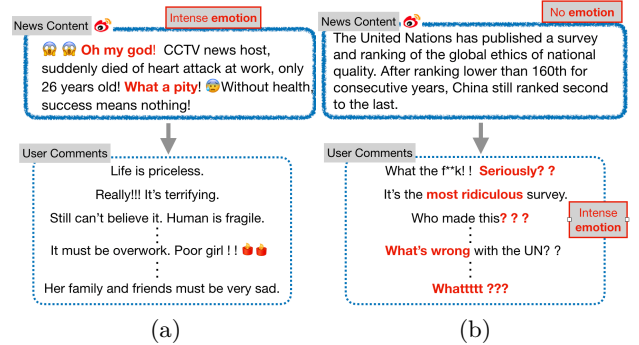 News Content
Intense emotion
😱 😱 Oh my god! CCTV news host,
suddenly died of heart attack at work, only
26 years old! What a pity! 😰Without health,
success means nothing!
User Comments
Life is priceless.
Really!!! It's terrifying.
Still can't believe it. Human is fragile.
It must be overwork. Poor girl ! !
Her family and friends must be very sad.
(a)
News Content
No emotion
The United Nations has published a survey
and ranking of the global ethics of national
quality. After ranking lower than 160th for
consecutive years, China still ranked second
to the last.
User Comments
What the f**k! ! Seriously? ?
It's the most ridiculous survey.
Who made this? ? ?
Intense
emotion
What's wrong with the UN? ?
Whattttt ???
(b)